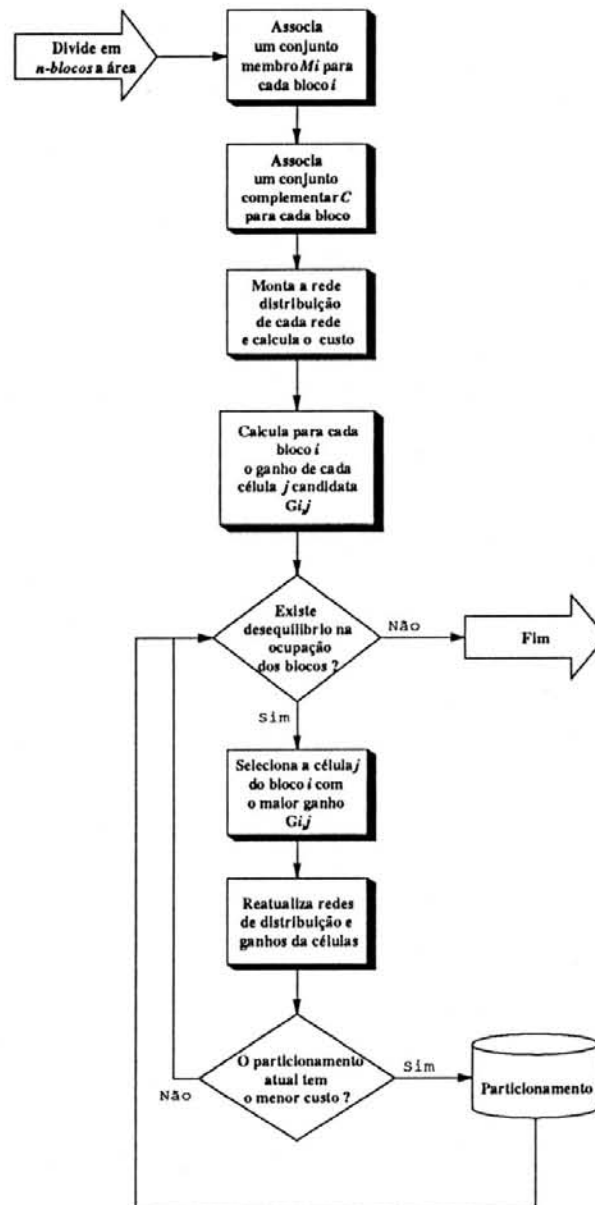 Divide em
n-blocos a área
Associa
um conjunto
membro Mi para
cada bloco i
Associa
um conjunto
complementar C
para cada bloco
Monta a rede
distribuição
de cada rede
e calcula o custo
Calcula para cada
bloco i
o ganho de cada
célula j candidata
Gi,j
Existe
desequilíbrio na
ocupação
dos blocos ?
Não
Fim
Sim
Seleciona a célula j
do bloco i com
o maior ganho
Gi,j
Reatualiza redes
de distribuição e
ganhos da células
O particionamento
atual tem
o menor custo ?
Não
Sim
Particionamento